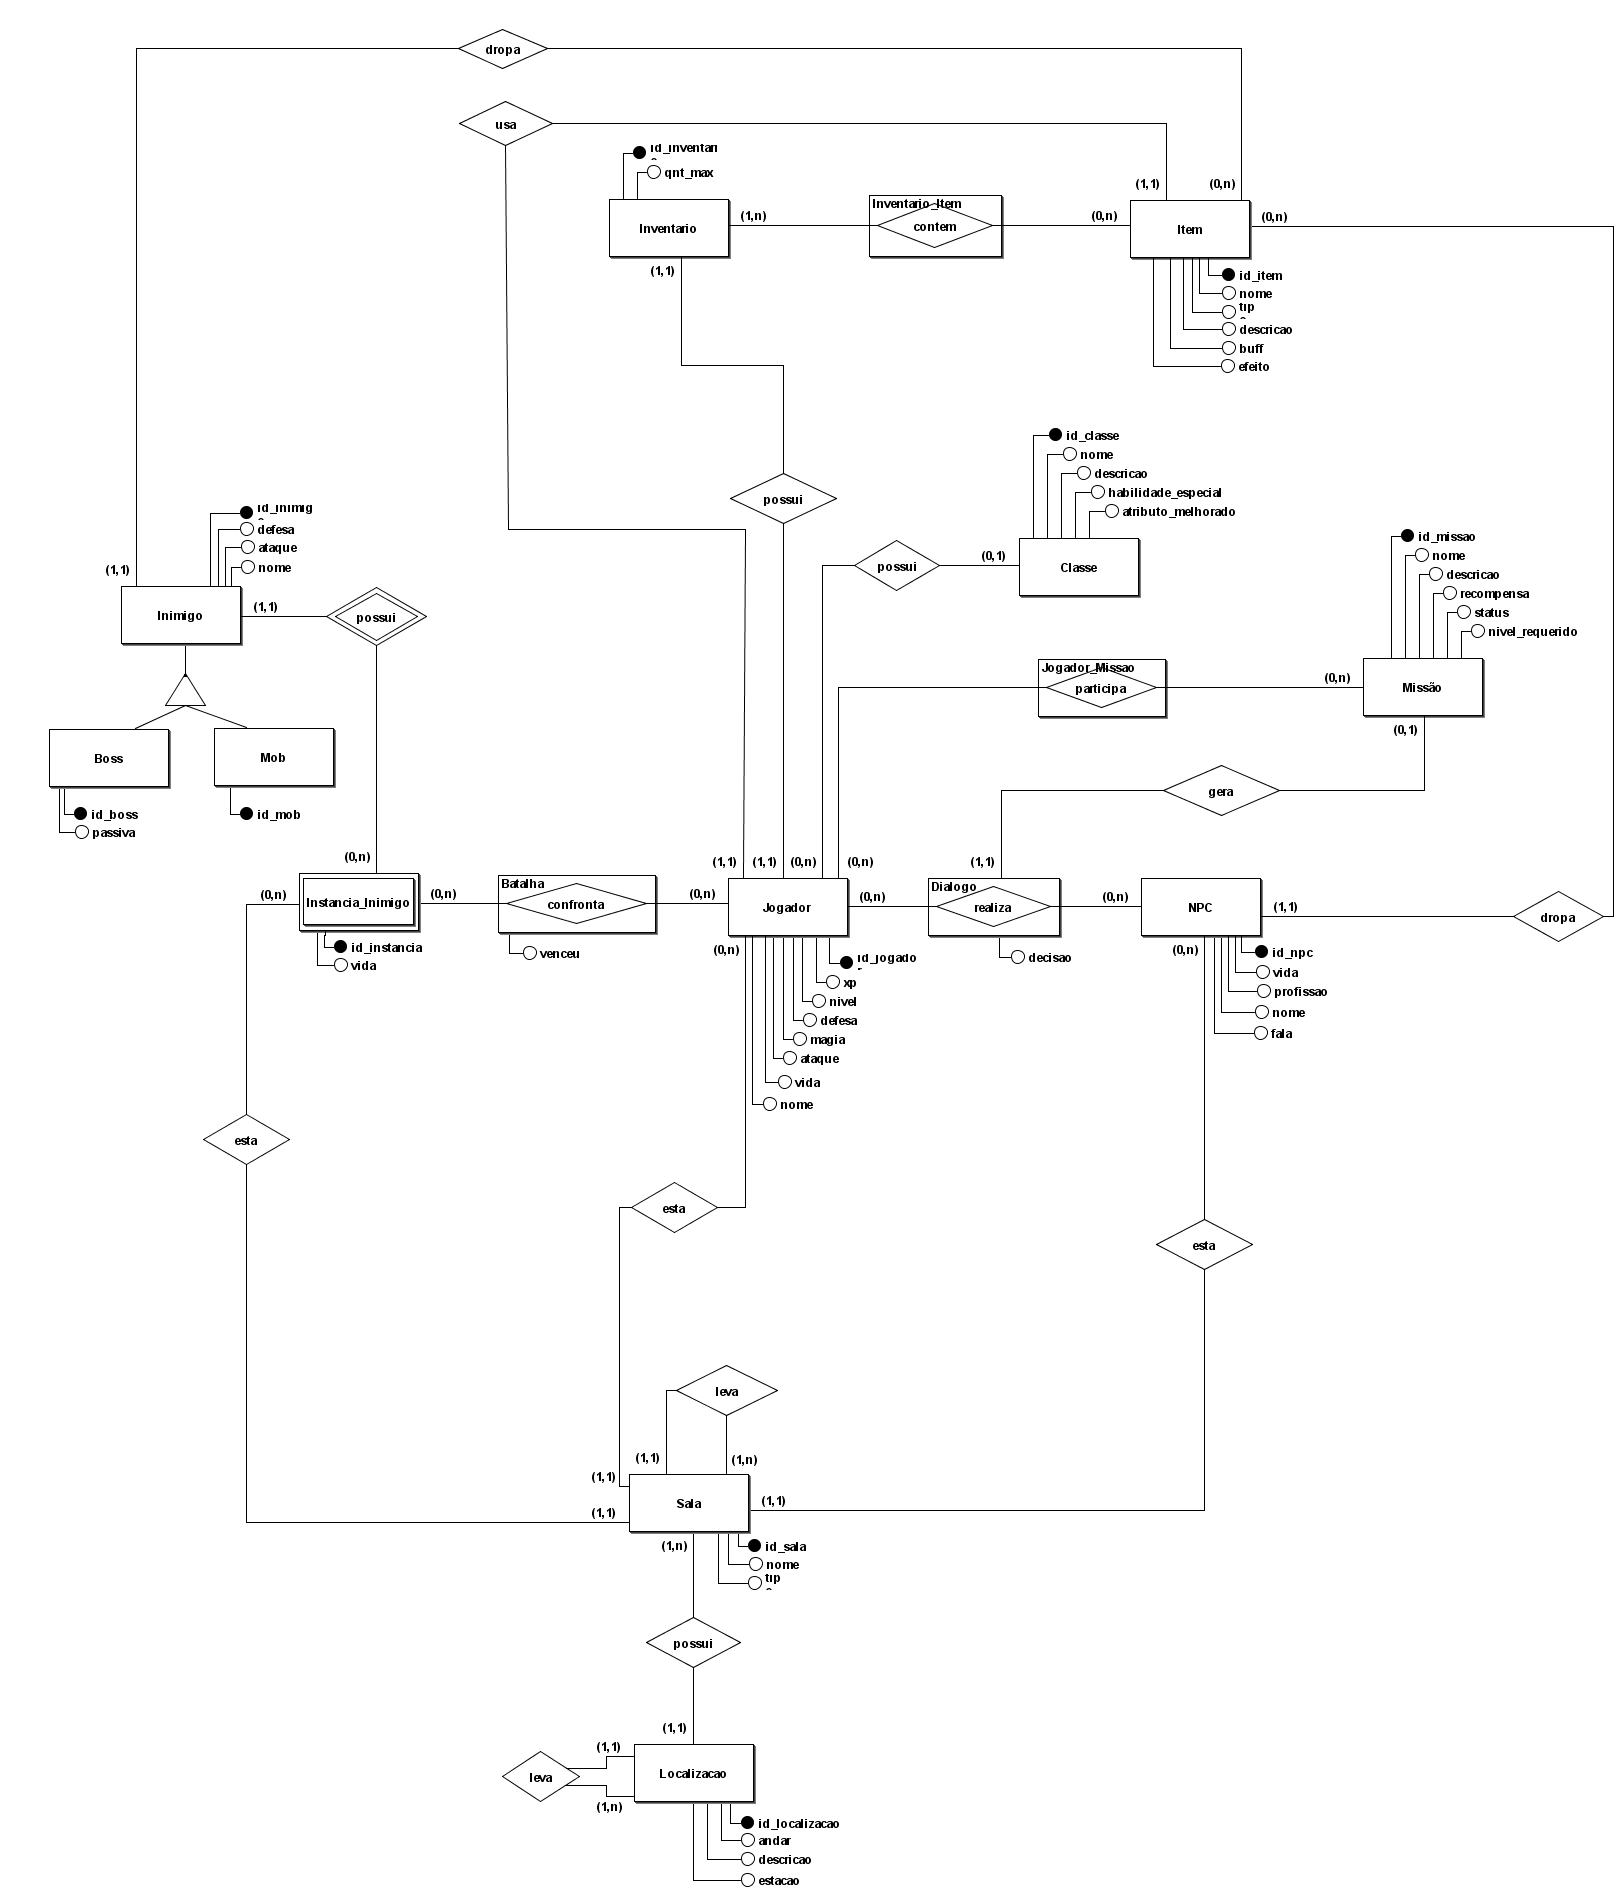 dropa
usa
id_inventari
qnt_max
(1,1)
(0,n)
Inventario
(1,n)
Inventario_Item
contem
(0,n)
Item
(0,n)
(1,1)
id_item
nome
tip
descricao
buff
efeito
id_classe
nome
descricao
habilidade_especial
atributo_melhorado
possui
possui
(0,1)
Classe
id_inimig
defesa
ataque
nome
(1,1)
Inimigo
(1,1)
possui
id_missao
nome
descricao
recompensa
status
nivel_requerido
Jogador_Missao
participa
(0,n)
Missão
(0,1)
Boss
Mob
id_boss
passiva
id_mob
gera
(0,n)
(1,1)
(1,1)
(0,n)
(0,n)
(1,1)
(0,n)
Instancia_Inimigo
(0,n)
Batalha
confronta
(0,n)
Jogador
(0,n)
Dialogo
realiza
(0,n)
NPC
(1,1)
dropa
id_instancia
vida
venceu
(0,n)
id_jogado
xp
nivel
defesa
magia
ataque
vida
nome
decisao
(0,n)
id_npc
vida
profissao
nome
fala
esta
esta
esta
leva
(1,1)
(1,n)
(1,1)
(1,1)
Sala
(1,1)
(1,n)
id_sala
nome
tip
possui
(1,1)
(1,1)
leva
(1,n)
Localizacao
id_localizacao
andar
descricao
estacao